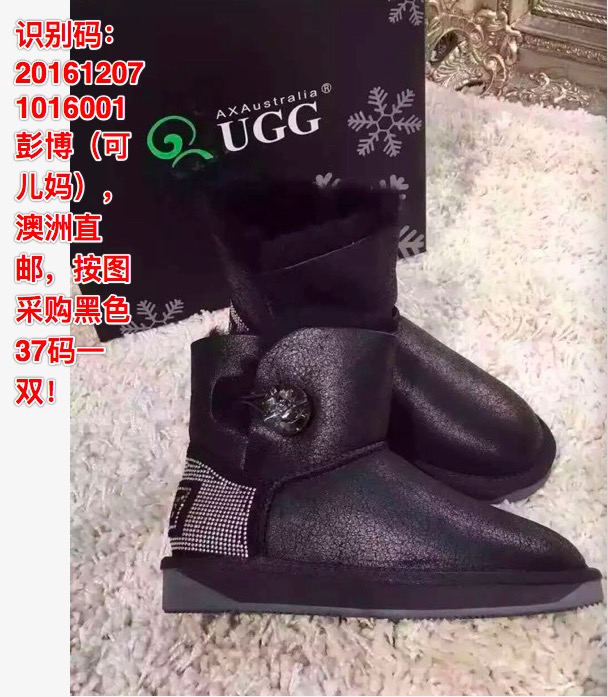 识别码：
20161207
1016001
彭博（可
儿妈），
澳洲直
邮，按图
采购黑色
37码一
双！
AXAustralia®
UGG